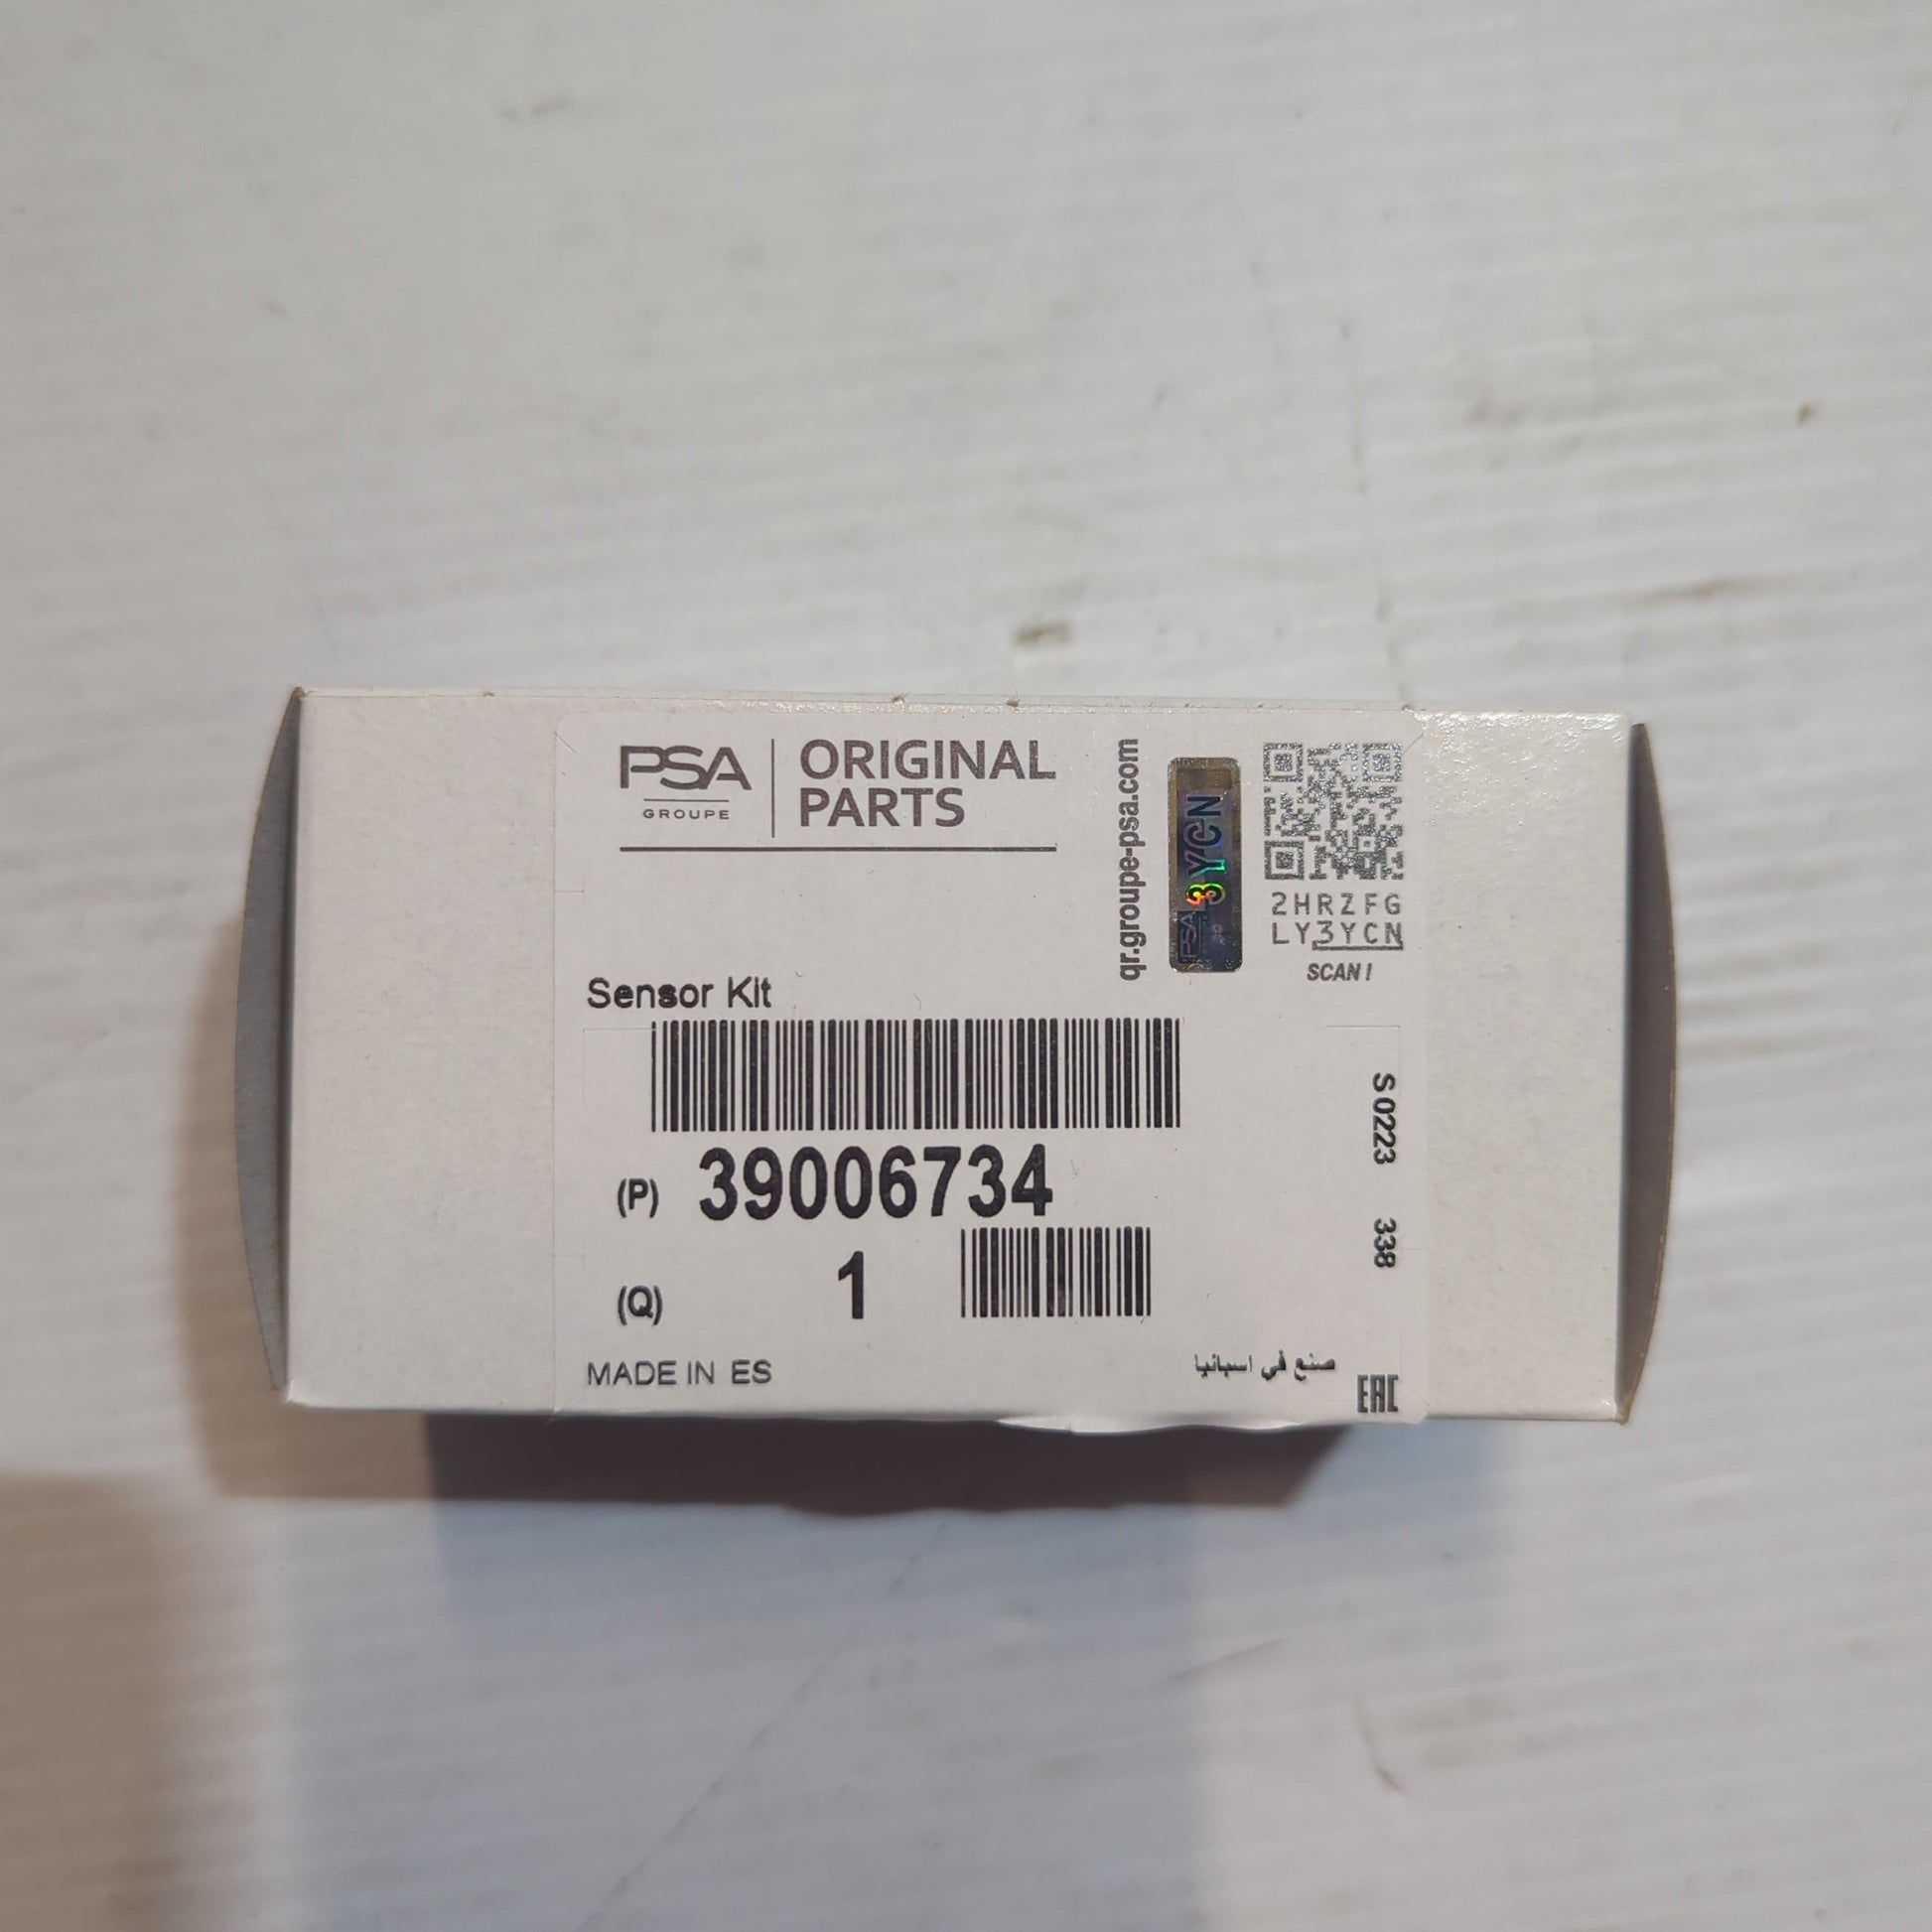 PSA
GROUPE
ORIGINAL
PARTS
qr.groupe-psa.com
3YCN
PSA
2HRZFG
LY3YCN
SCAN!
Sensor Kit
(P) 39006734
(Q) 1
S 0223 338
MADE IN ES
صنع في اسبانيا
EAC